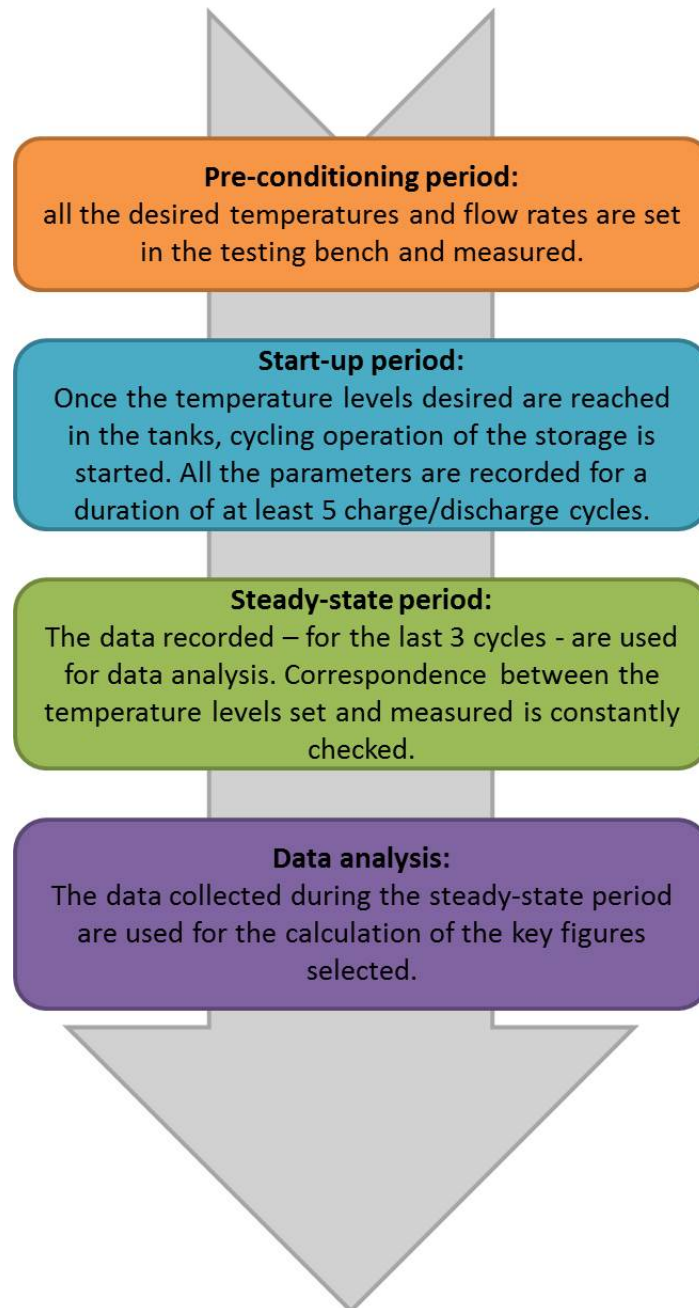 Pre-conditioning period:
all the desired temperatures and flow rates are set
in the testing bench and measured.
Start-up period:
Once the temperature levels desired are reached
in the tanks, cycling operation of the storage is
started. All the parameters are recorded for a
duration of at least 5 charge/discharge cycles.
Steady-state period:
The data recorded – for the last 3 cycles - are used
for data analysis. Correspondence between the
temperature levels set and measured is constantly
checked.
Data analysis:
The data collected during the steady-state period
are used for the calculation of the key figures
selected.